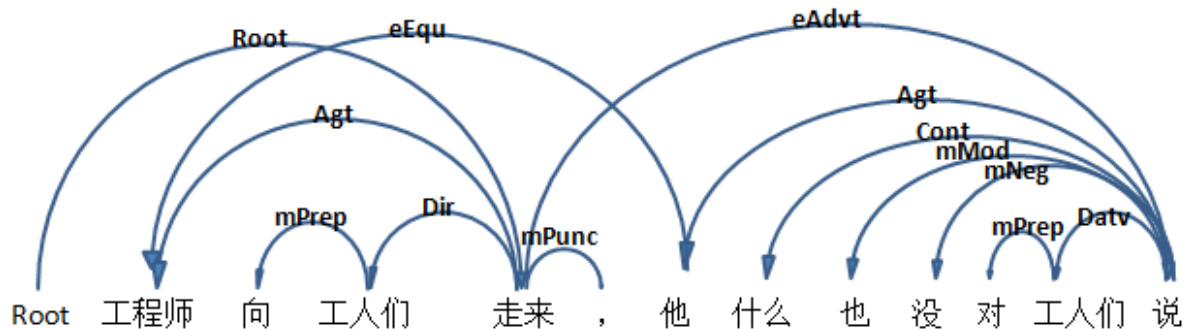 eAdvt
Root eEqu
Agt Agt
Cont
mMod
mNeg
mPrep Dir mPunc mPrep Datv
Root 工程师 向 工人们 走来 , 他 什么 也 没 对 工人们 说